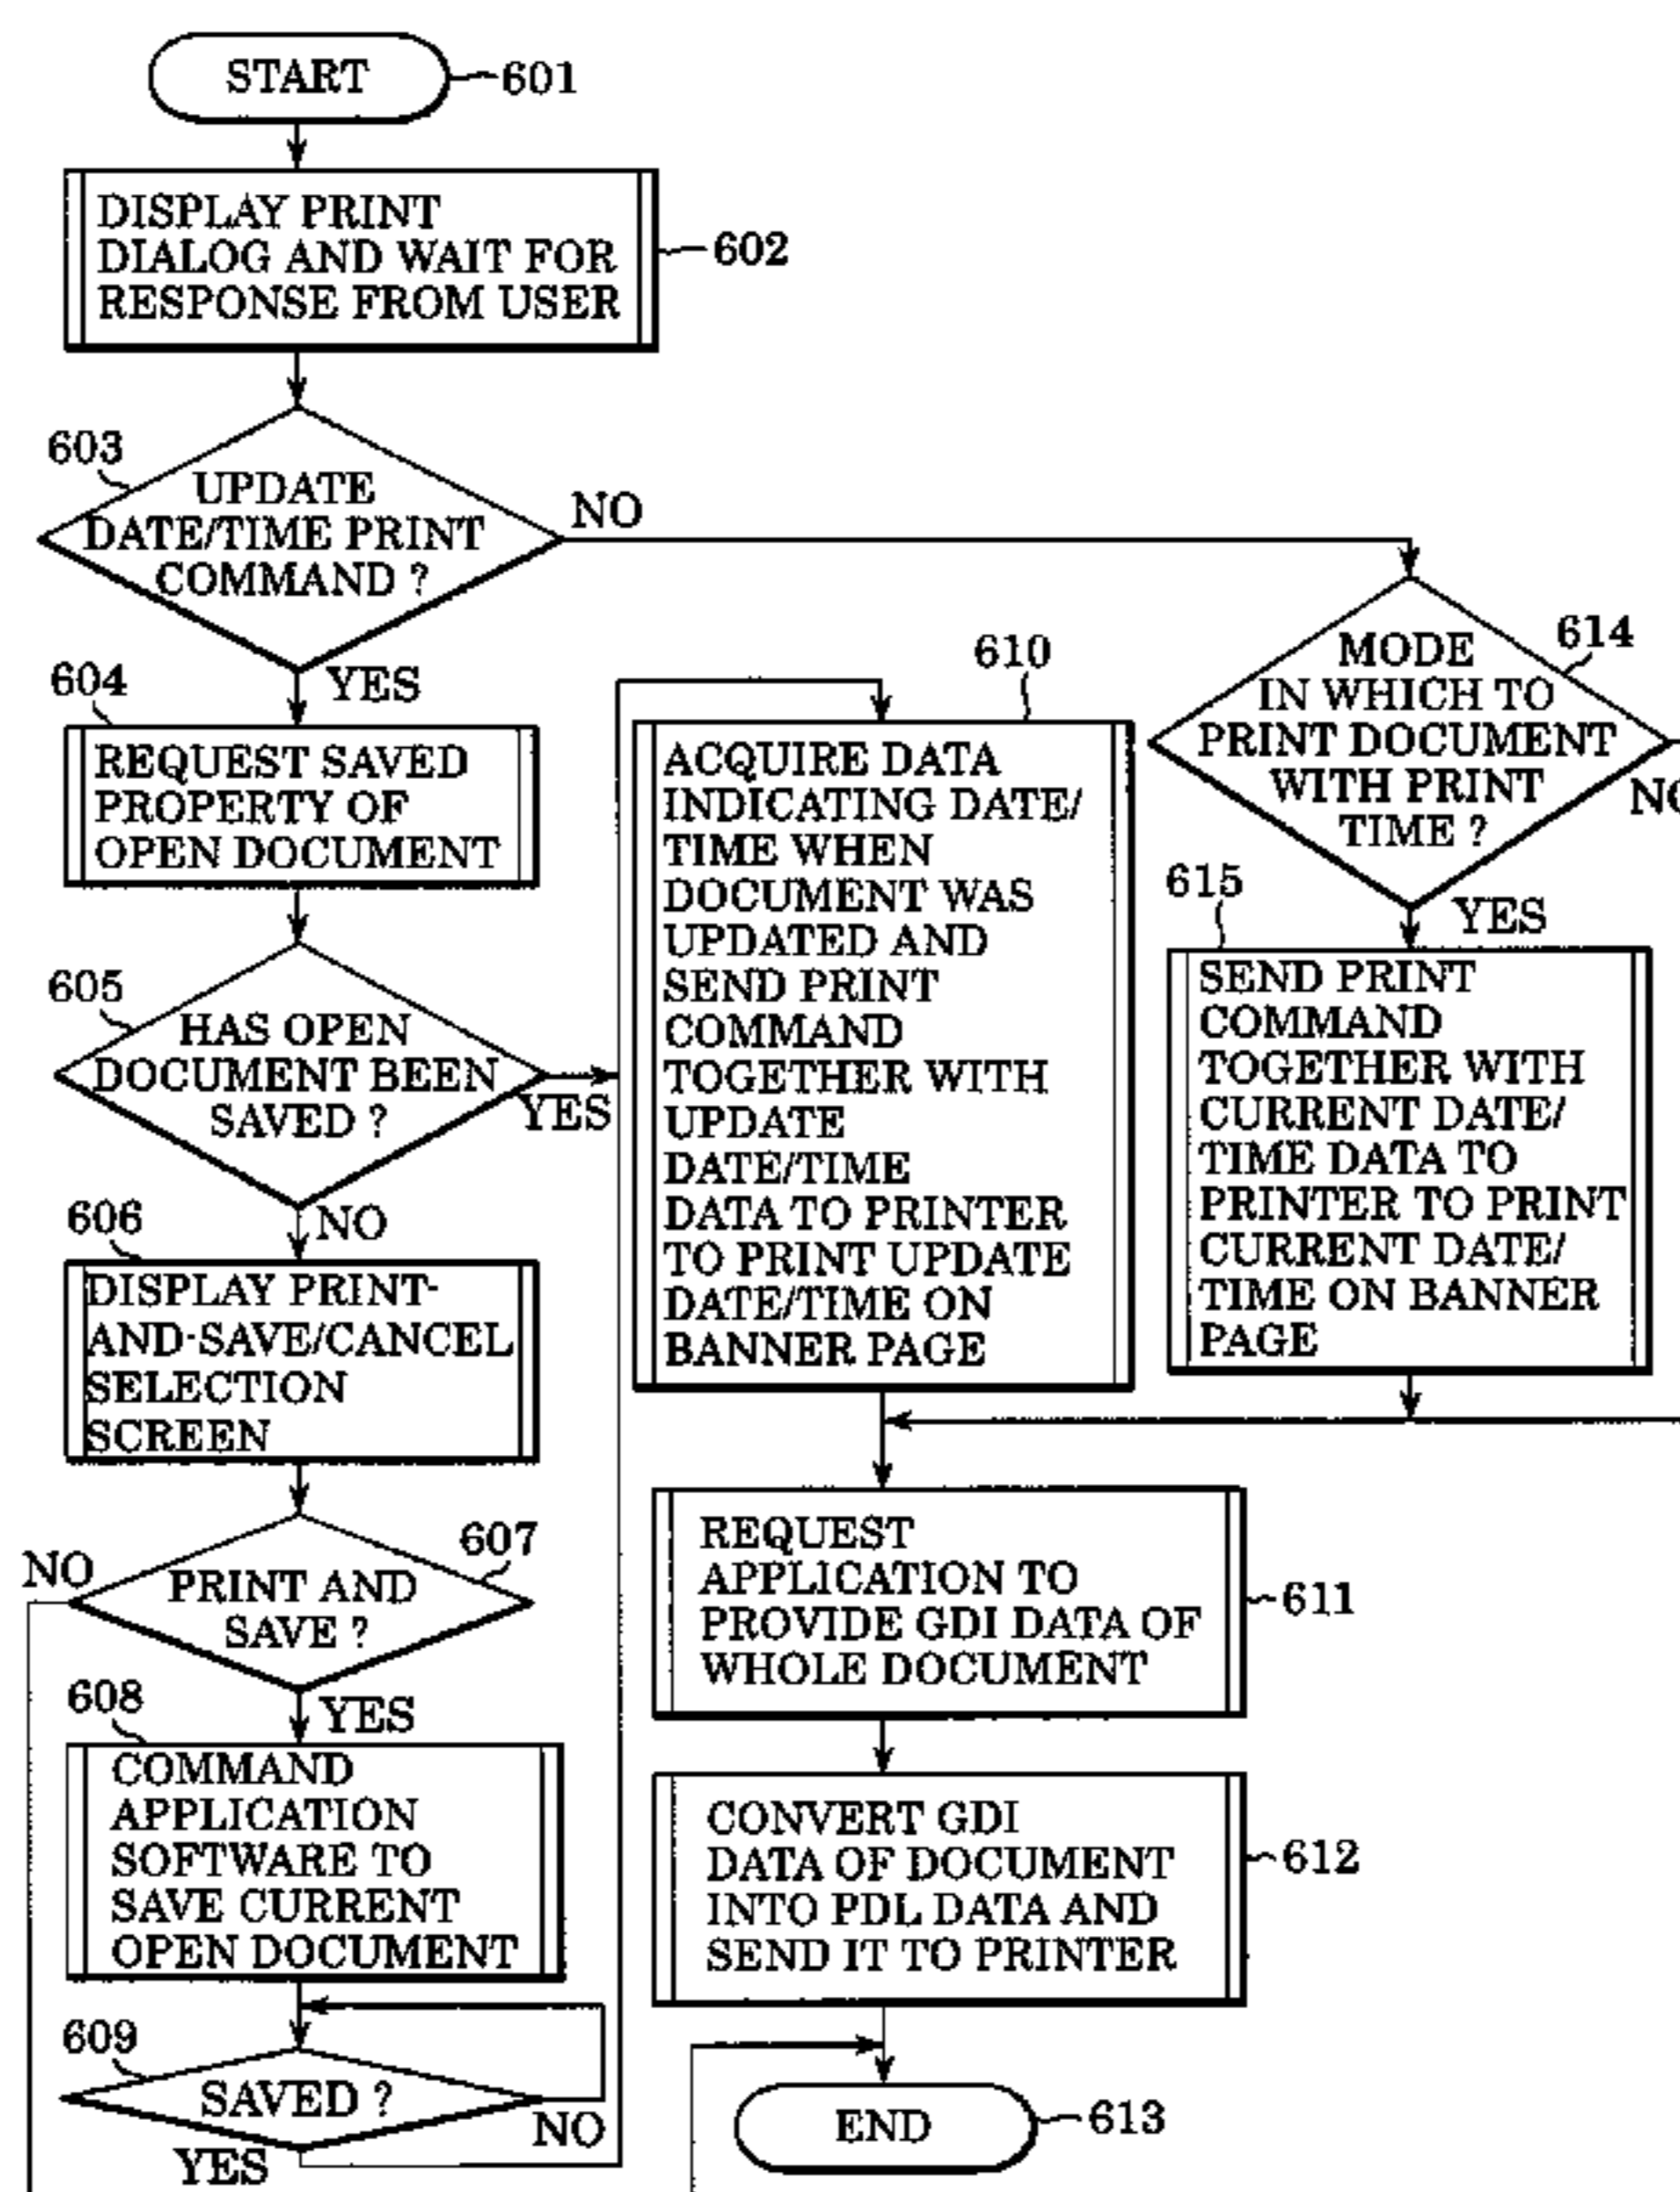 START
601
DISPLAY PRINT
DIALOG AND WAIT FOR
RESPONSE FROM USER
602
603
UPDATE
DATE/TIME PRINT
COMMAND ?
NO
YES
604
REQUEST SAVED
PROPERTY OF
OPEN DOCUMENT
605
HAS OPEN
DOCUMENT BEEN
SAVED ?
YES
NO
606
DISPLAY PRINT-
AND-SAVE/CANCEL
SELECTION
SCREEN
607
NO
PRINT AND
SAVE ?
YES
608
COMMAND
APPLICATION
SOFTWARE TO
SAVE CURRENT
OPEN DOCUMENT
609
SAVED ?
NO
YES
610
ACQUIRE DATA
INDICATING DATE/
TIME WHEN
DOCUMENT WAS
UPDATED AND
SEND PRINT
COMMAND
TOGETHER WITH
UPDATE
DATE/TIME
DATA TO PRINTER
TO PRINT UPDATE
DATE/TIME ON
BANNER PAGE
611
REQUEST
APPLICATION TO
PROVIDE GDI DATA OF
WHOLE DOCUMENT
612
CONVERT GDI
DATA OF DOCUMENT
INTO PDL DATA AND
SEND IT TO PRINTER
END
613
614
MODE
IN WHICH TO
PRINT DOCUMENT
WITH PRINT
TIME ?
YES
615
SEND PRINT
COMMAND
TOGETHER WITH
CURRENT DATE/
TIME DATA TO
PRINTER TO PRINT
CURRENT DATE/
TIME ON BANNER
PAGE